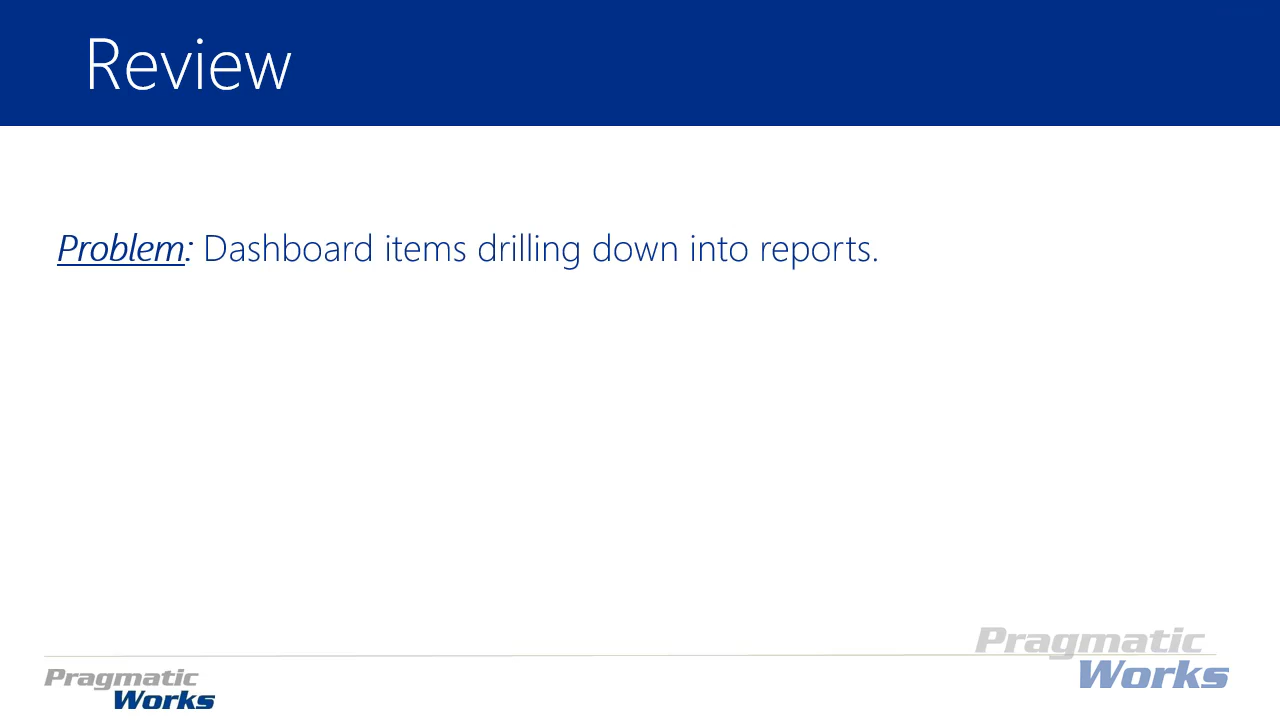 Review
Problem: Dashboard items drilling down into reports.
Pragmatic
Works
Pragmatic
Works